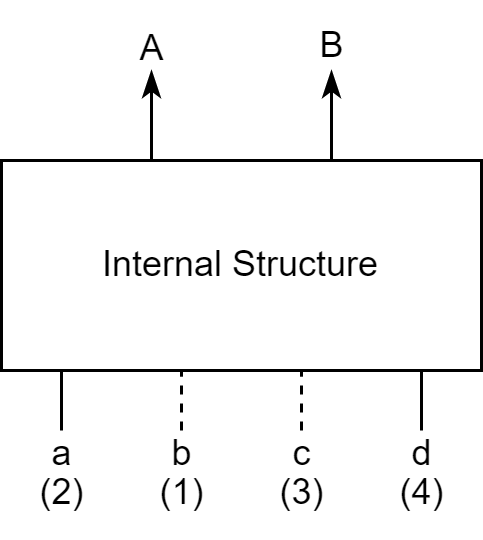 A B
Internal Structure
a b c d
(2) (1) (3) (4)